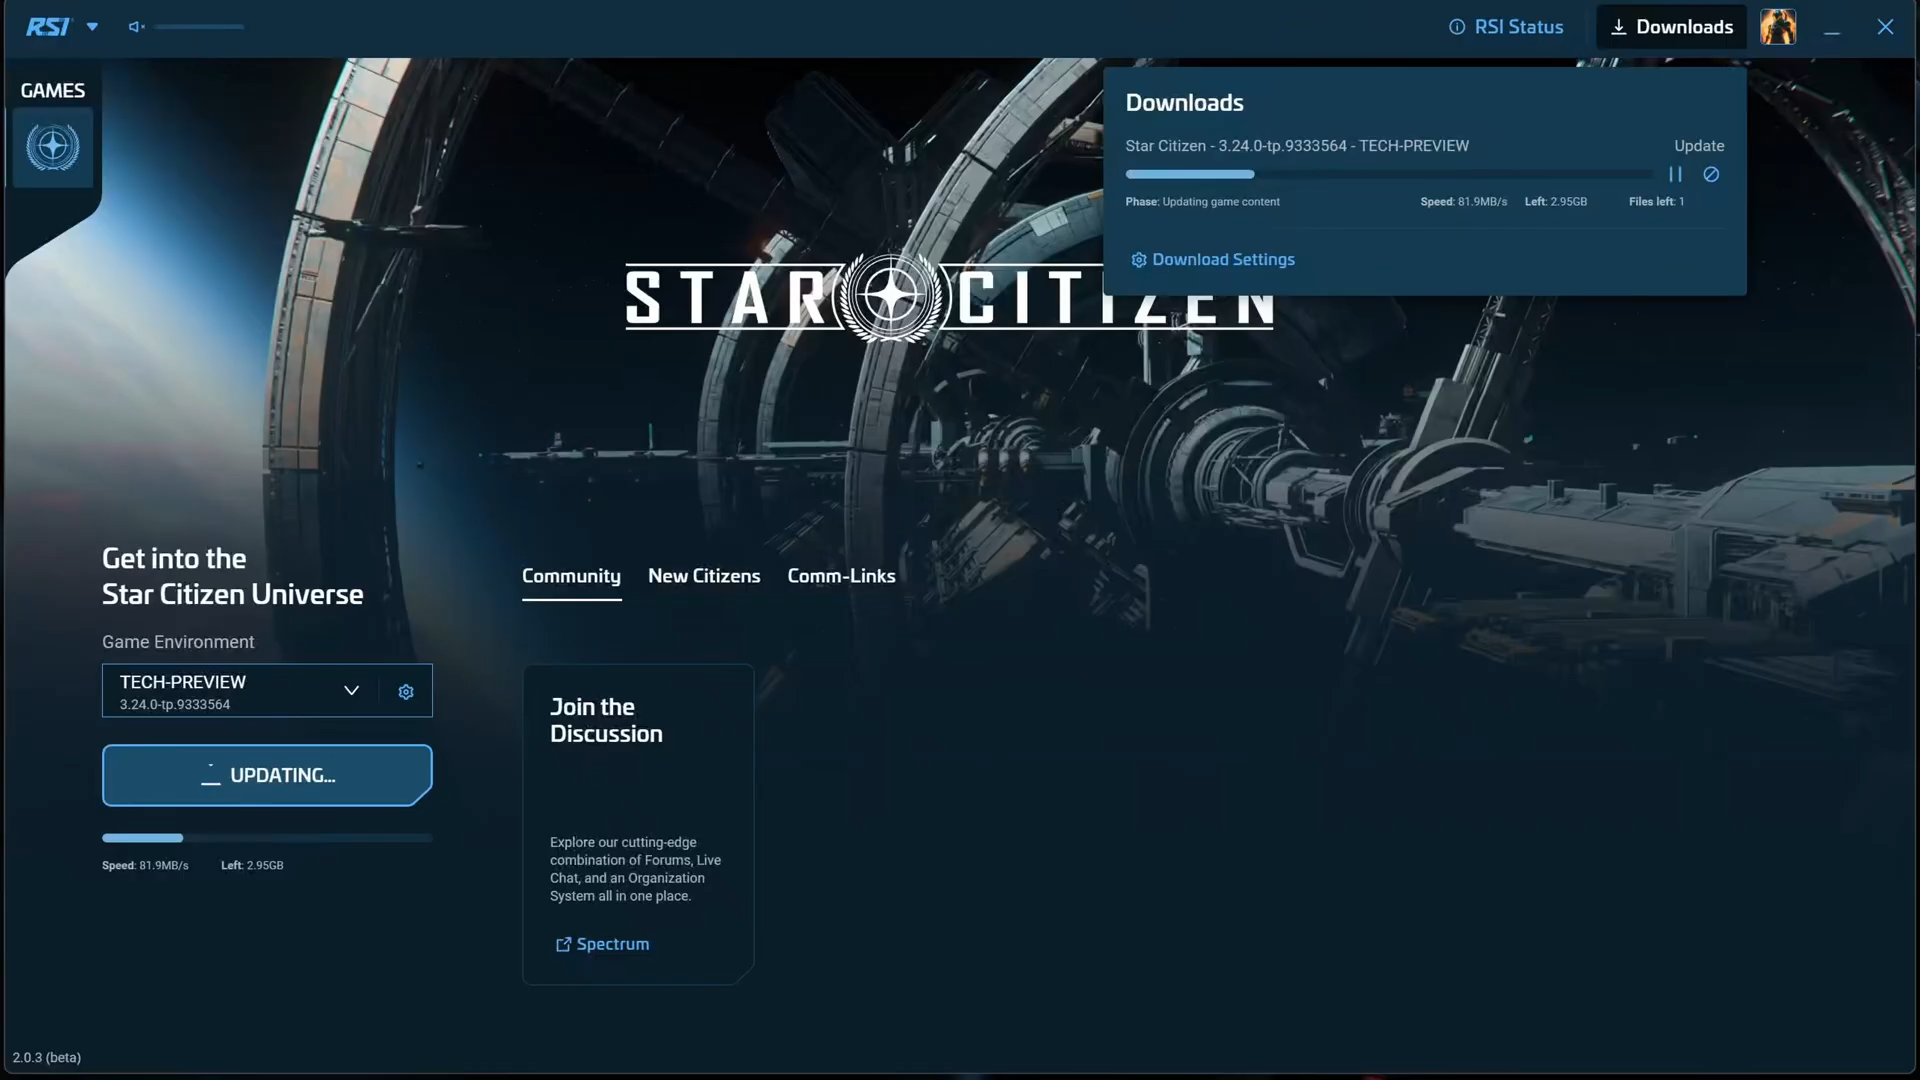 RSI
RSI Status
Downloads
GAMES
Downloads
Star Citizen - 3.24.0-tp.9333564 - TECH-PREVIEW
Update
Phase: Updating game content
Speed: 81.9MB/s
Left: 2.95GB
Files left: 1
Download Settings
STAR CITIZEN
Get into the
Star Citizen Universe
Game Environment
TECH-PREVIEW
3.24.0-tp.9333564
UPDATING...
Speed: 81.9MB/s
Left: 2.95GB
Community
New Citizens
Comm-Links
Join the
Discussion
Explore our cutting-edge
combination of Forums, Live
Chat, and an Organization
System all in one place.
Spectrum
2.0.3 (beta)